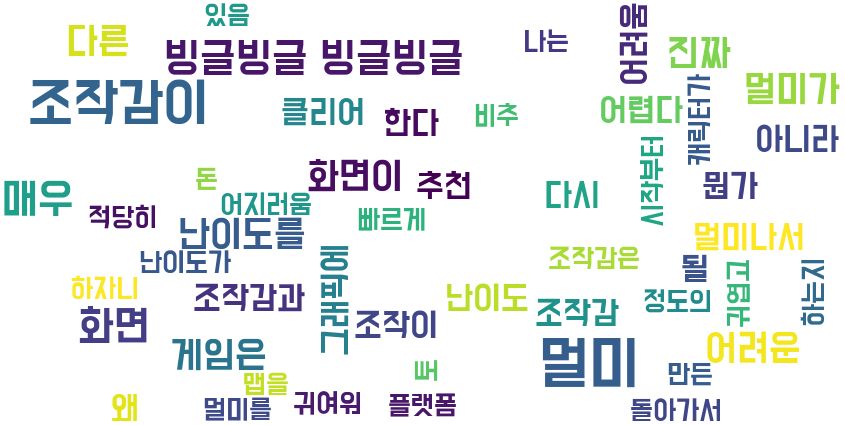 있음
다른
빙글빙글 빙글빙글
나는
어려움
진짜
조작감이
클리어
한다
비추
어렵다
캐릭터가
멀미가
아니라
매우
돈
화면이
추천
다시
시작부터
뭔가
적당히
어지러움
빠르게
난이도를
멀미나서
난이도가
조작감은
될
하자니
조작감과
그래픽에
난이도
조작감
정도의
귀엽고
하는지
화면
조작이
게임은
멀미
어려운
또
맵을
만든
왜
멀미를
귀여워
플랫폼
돌아가서